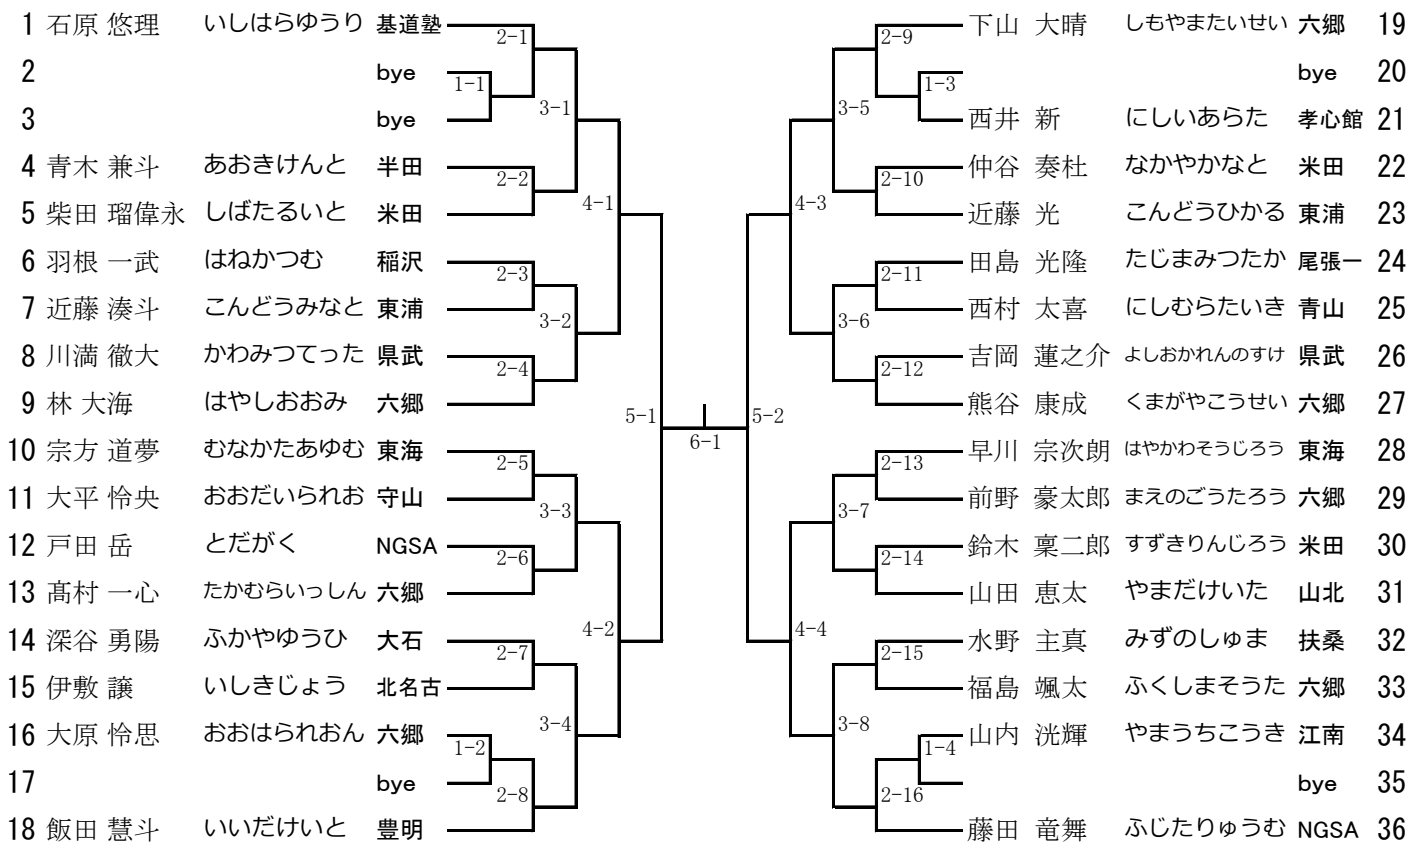 1 石原 悠理 いしはらゆうり 基道塾
2 bye
3 bye
4 青木 兼斗 あおきけんと 半田
5 柴田 瑠偉永 しばたるいと 米田
6 羽根 一武 はねかつむ 稲沢
7 近藤 湊斗 こんどうみなと 東浦
8 川満 徹大 かわみつてった 県武
9 林 大海 はやしおおみ 六郷
10 宗方 道夢 むなかたあゆむ 東海
11 大平 怜央 おおだいられお 守山
12 戸田 岳 とだがく NGSA
13 髙村 一心 たかむらいっしん 六郷
14 深谷 勇陽 ふかやゆうひ 大石
15 伊敷 譲 いしきじょう 北名古
16 大原 怜思 おおはられおん 六郷
17 bye
18 飯田 慧斗 いいだけいと 豊明
2-1
1-1
3-1
2-2
4-1
2-3
3-2
2-4
5-1
2-5
3-3
2-6
4-2
2-7
3-4
1-2
2-8
6-1
2-9
1-3
3-5
2-10
4-3
2-11
3-6
2-12
5-2
2-13
3-7
2-14
4-4
2-15
3-8
1-4
2-16
下山 大晴 しもやまたいせい 六郷 19
bye 20
西井 新 にしいあらた 孝心館 21
仲谷 奏杜 なかやかなと 米田 22
近藤 光 こんどうひかる 東浦 23
田島 光隆 たじまみつたか 尾張一 24
西村 太喜 にしむらたいき 青山 25
吉岡 蓮之介 よしおかれんのすけ 県武 26
熊谷 康成 くまがやこうせい 六郷 27
早川 宗次朗 はやかわそうじろう 東海 28
前野 豪太郎 まえのごうたろう 六郷 29
鈴木 稟二郎 すずきりんじろう 米田 30
山田 恵太 やまだけいた 山北 31
水野 主真 みずのしゅま 扶桑 32
福島 颯太 ふくしまそうた 六郷 33
山内 洸輝 やまうちこうき 江南 34
bye 35
藤田 竜舞 ふじたりゅうむ NGSA 36